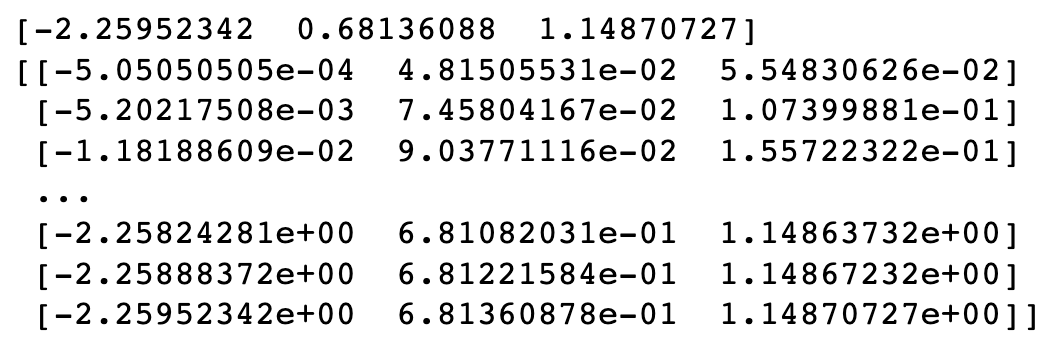 [-2.25952342  0.68136088  1.14870727]
[[-5.05050505e-04  4.81505531e-02  5.54830626e-02]
 [-5.20217508e-03  7.45804167e-02  1.07399881e-01]
 [-1.18188609e-02  9.03771116e-02  1.55722322e-01]
 ...
 [-2.25824281e+00  6.81082031e-01  1.14863732e+00]
 [-2.25888372e+00  6.81221584e-01  1.14867232e+00]
 [-2.25952342e+00  6.81360878e-01  1.14870727e+00]]